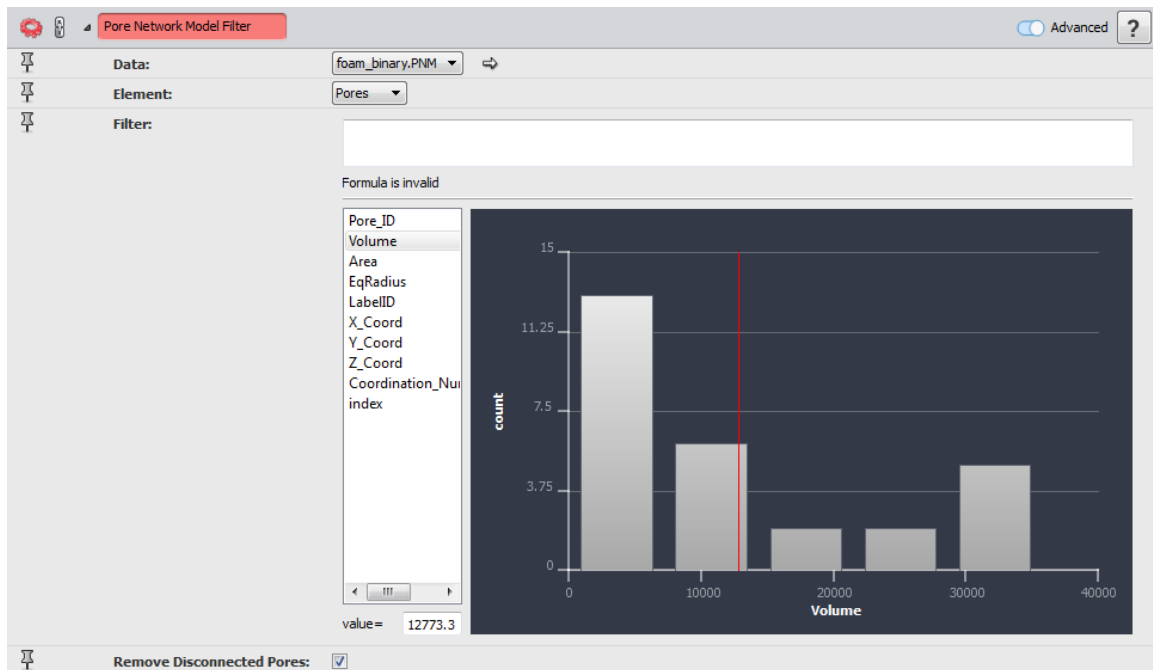 Pore Network Model Filter
Advanced ?
Data: foam_binary.PNM
Element: Pores
Filter:
Formula is invalid
Pore_ID
Volume
Area
EqRadius
LabelID
X_Coord
Y_Coord
Z_Coord
Coordination_Nu
index
value= 12773.3
15
11.25
7.5
3.75
0
count
0 10000 20000 30000 40000
Volume
Remove Disconnected Pores: